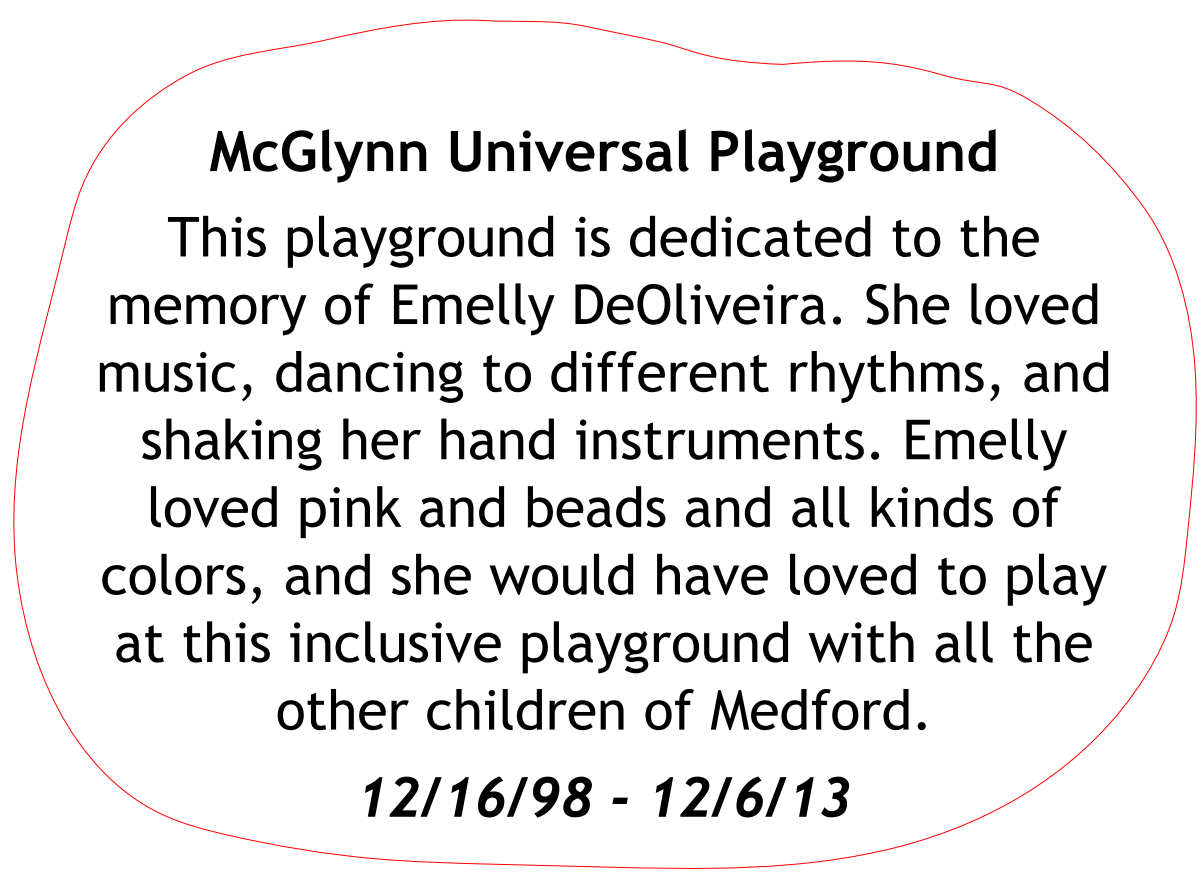 McGlynn Universal Playground
This playground is dedicated to the
memory of Emelly DeOliveira. She loved
music, dancing to different rhythms, and
shaking her hand instruments. Emelly
loved pink and beads and all kinds of
colors, and she would have loved to play
at this inclusive playground with all the
other children of Medford.
12/16/98 - 12/6/13